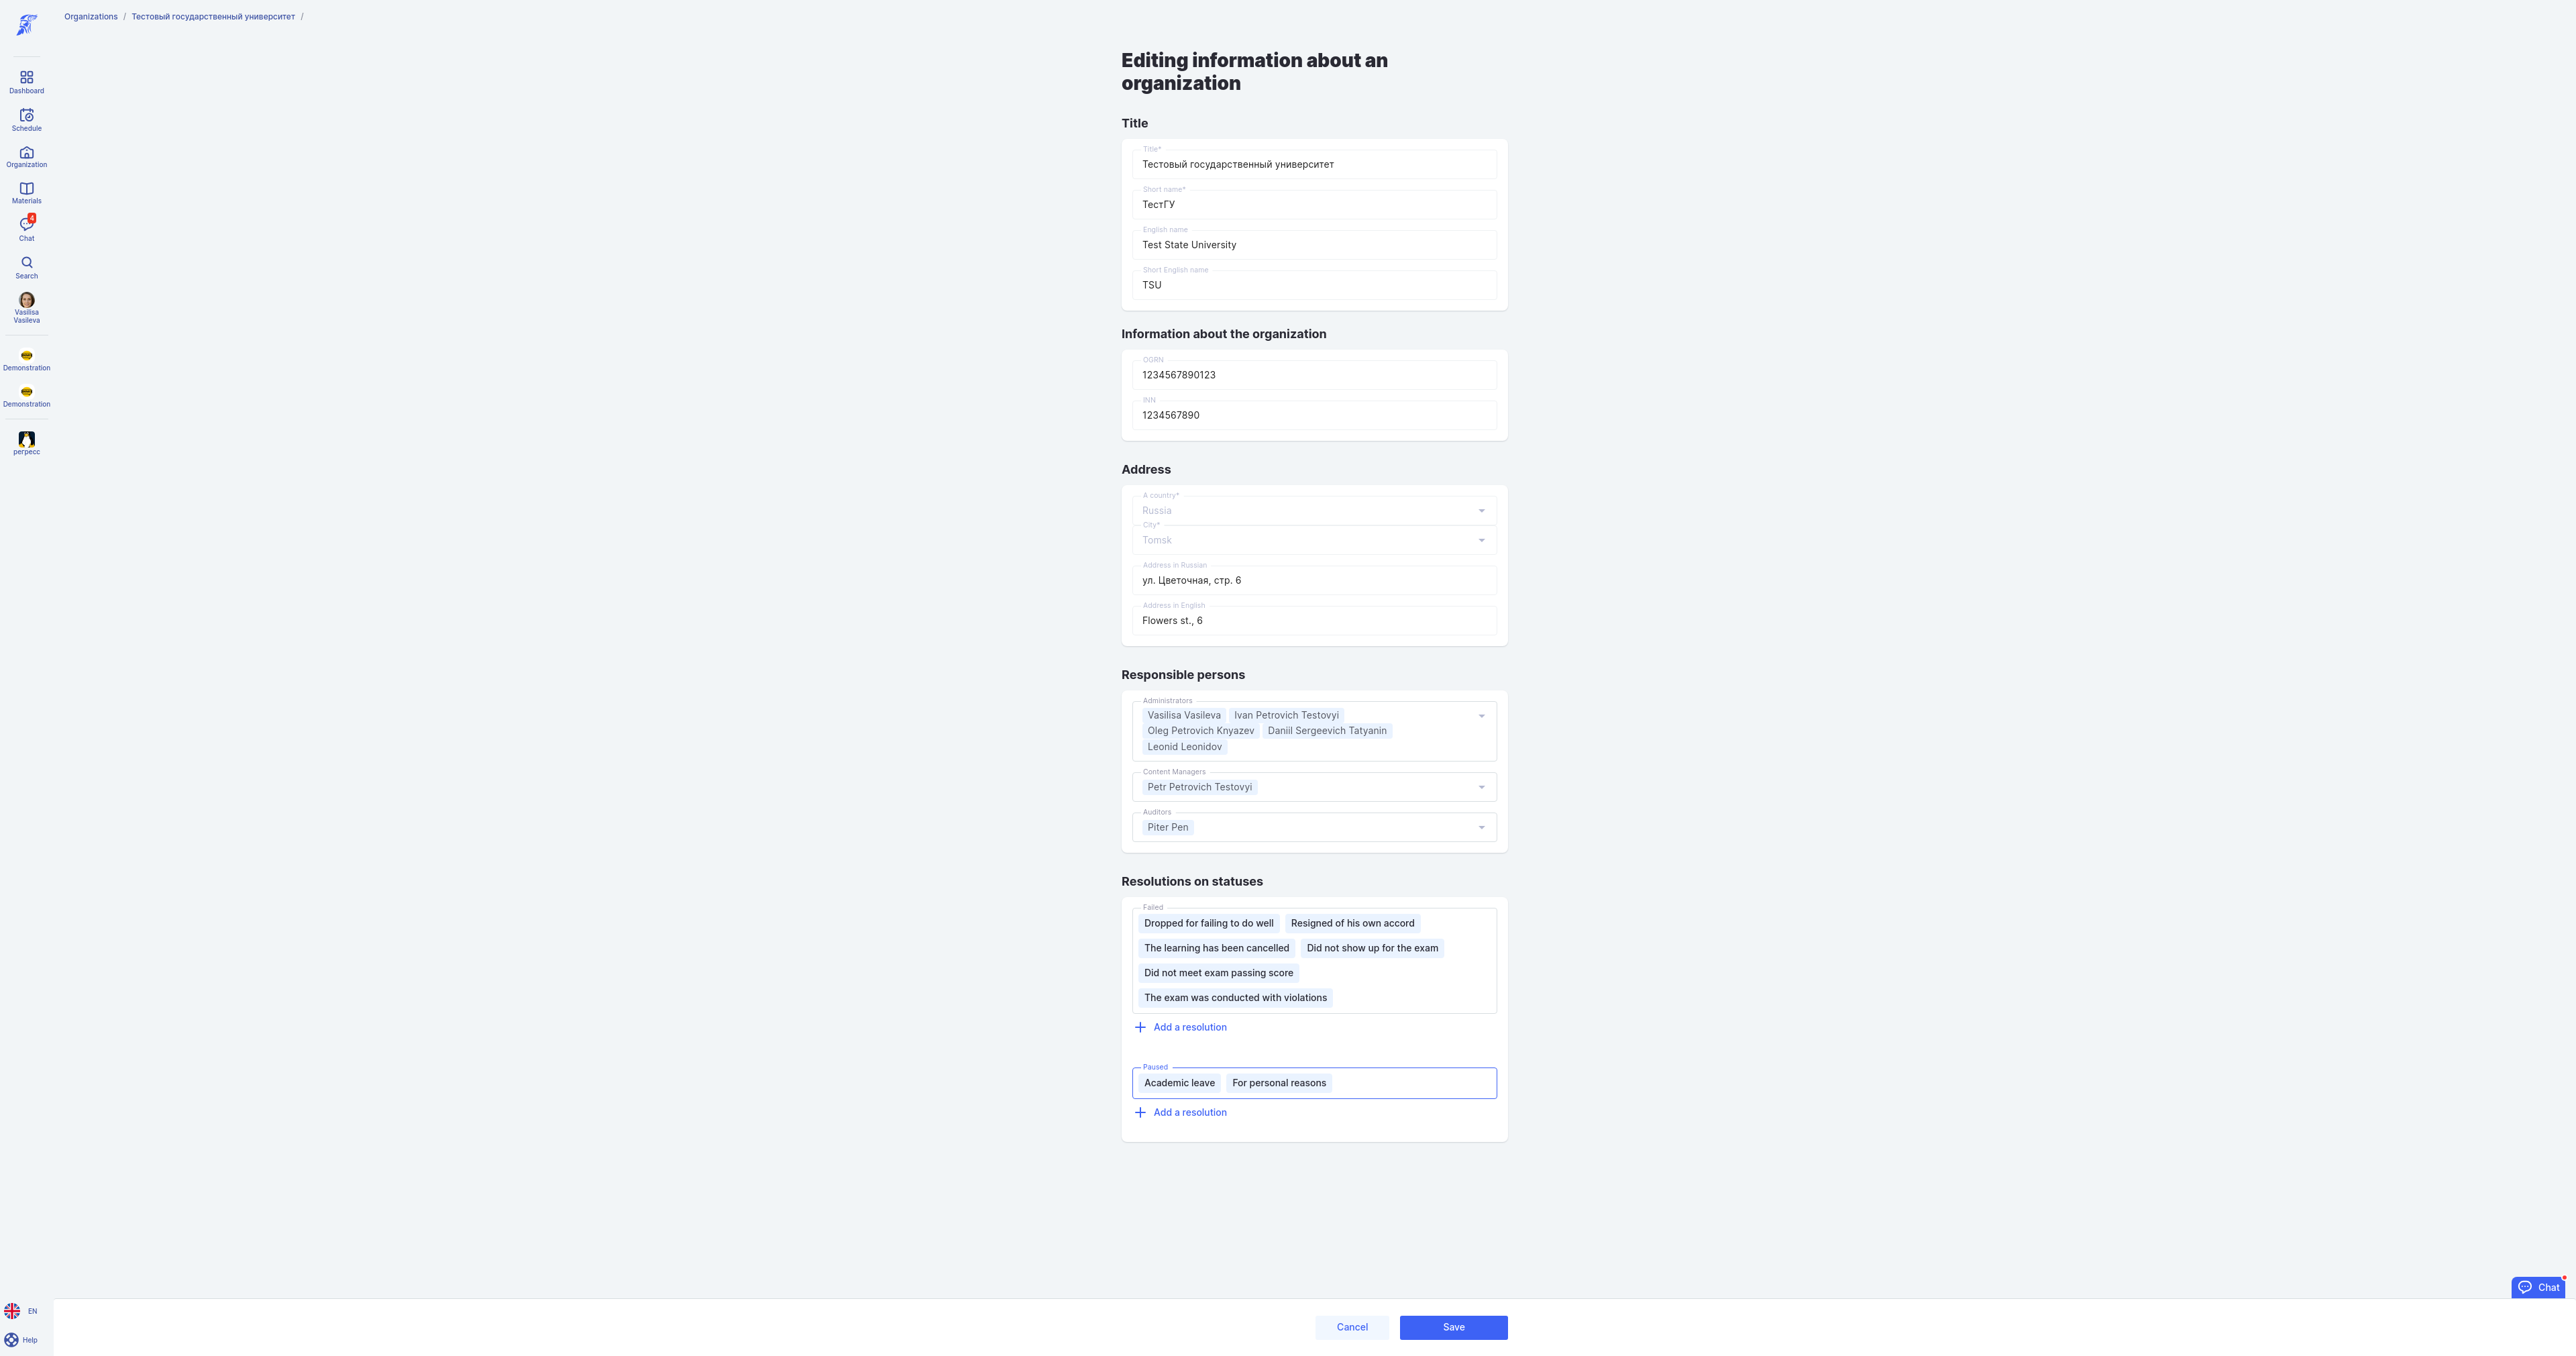 Organizations / Тестовый государственный университет /
Dashboard
Schedule
Organization
Materials
4
Chat
Search
Vasilisa
Vasileva
Demonstration
Demonstration
регресс
EN
Help
Editing information about an
organization
Title
Title*
Тестовый государственный университет
Short name*
ТестГУ
English name
Test State University
Short English name
TSU
Information about the organization
OGRN
1234567890123
INN
1234567890
Address
A country*
Russia
City*
Tomsk
Address in Russian
ул. Цветочная, стр. 6
Address in English
Flowers st., 6
Responsible persons
Administrators
Vasilisa Vasileva Ivan Petrovich Testovyi
Oleg Petrovich Knyazev Daniil Sergeevich Tatyanin
Leonid Leonidov
Content Managers
Petr Petrovich Testovyi
Auditors
Piter Pen
Resolutions on statuses
Failed
Dropped for failing to do well Resigned of his own accord
The learning has been cancelled Did not show up for the exam
Did not meet exam passing score
The exam was conducted with violations
Add a resolution
Paused
Academic leave For personal reasons
Add a resolution
Chat
Cancel Save